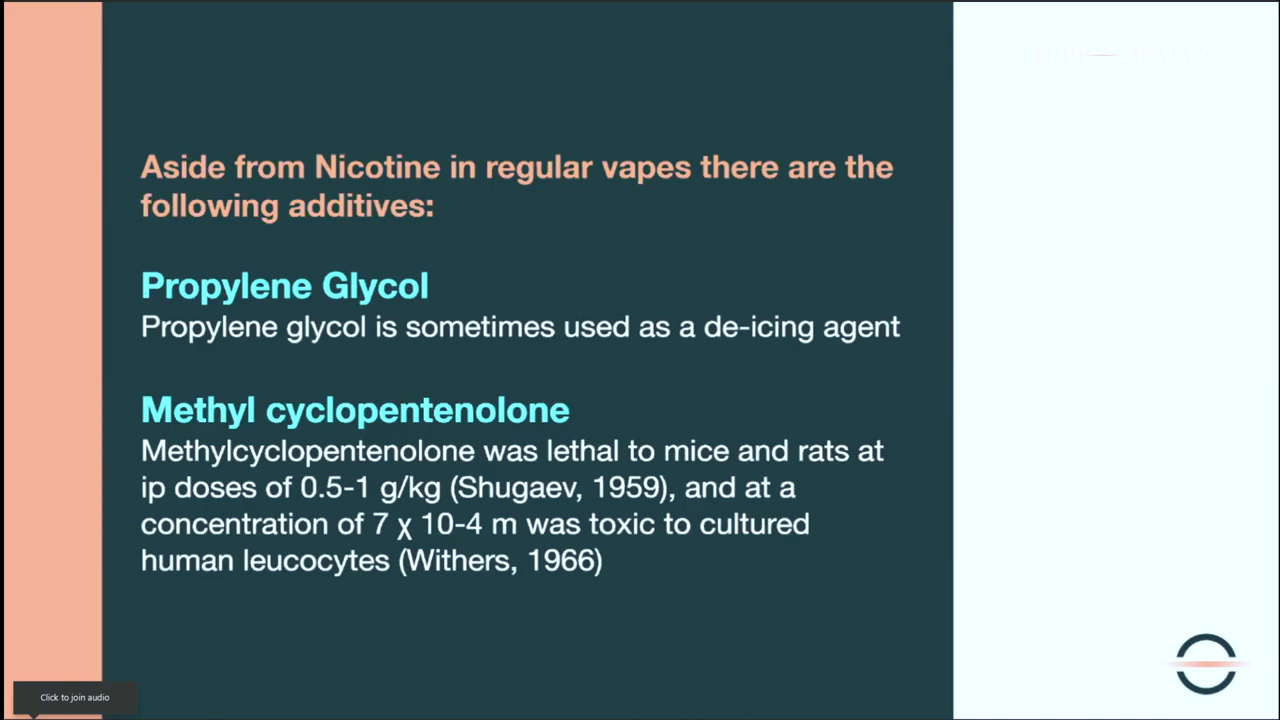 Aside from Nicotine in regular vapes there are the
following additives:
Propylene Glycol
Propylene glycol is sometimes used as a de-icing agent
Methyl cyclopentenolone
Methylcyclopentenolone was lethal to mice and rats at
ip doses of 0.5-1 g/kg (Shugaev, 1959), and at a
concentration of 7 χ 10-4 m was toxic to cultured
human leucocytes (Withers, 1966)
Click to join audio